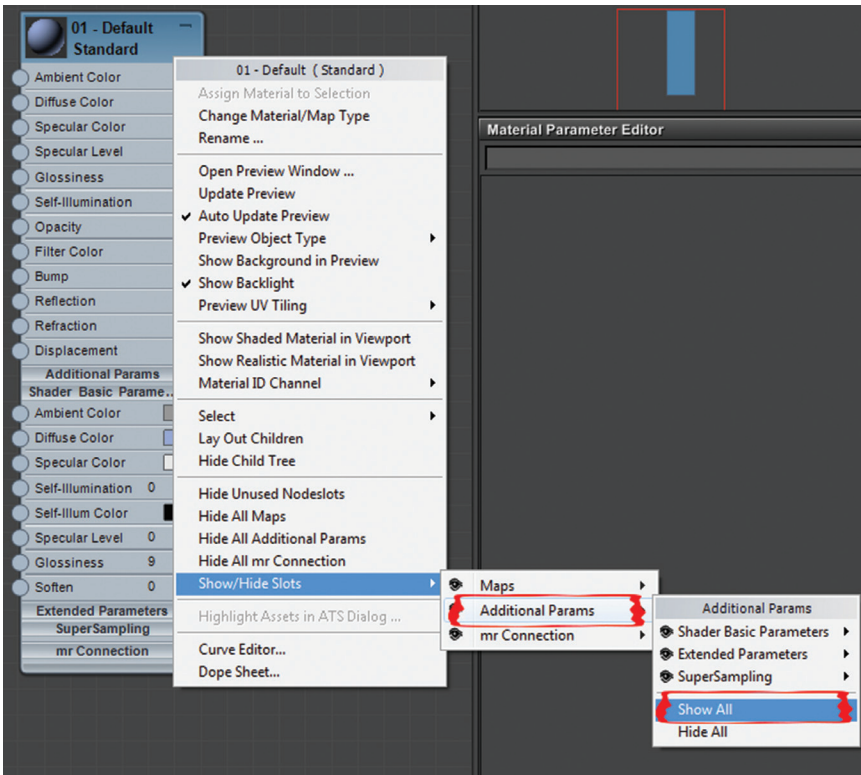 01 - Default
Standard
Ambient Color
Diffuse Color
Specular Color
Specular Level
Glossiness
Self-Illumination
Opacity
Filter Color
Bump
Reflection
Refraction
Displacement
Additional Params
Shader Basic Parame..
Ambient Color
Diffuse Color
Specular Color
Self-Illumination 0
Self-Illum Color
Specular Level 0
Glossiness 9
Soften 0
Extended Parameters
SuperSampling
mr Connection
01 - Default ( Standard )
Assign Material to Selection
Change Material/Map Type
Rename ...
Open Preview Window ...
Update Preview
Auto Update Preview
Preview Object Type
Show Background in Preview
Show Backlight
Preview UV Tiling
Show Shaded Material in Viewport
Show Realistic Material in Viewport
Material ID Channel
Select
Lay Out Children
Hide Child Tree
Hide Unused Nodeslots
Hide All Maps
Hide All Additional Params
Hide All mr Connection
Show/Hide Slots
Highlight Assets in ATS Dialog ...
Curve Editor...
Dope Sheet...
Maps
Additional Params
mr Connection
Additional Params
Shader Basic Parameters
Extended Parameters
SuperSampling
Show All
Hide All
Material Parameter Editor